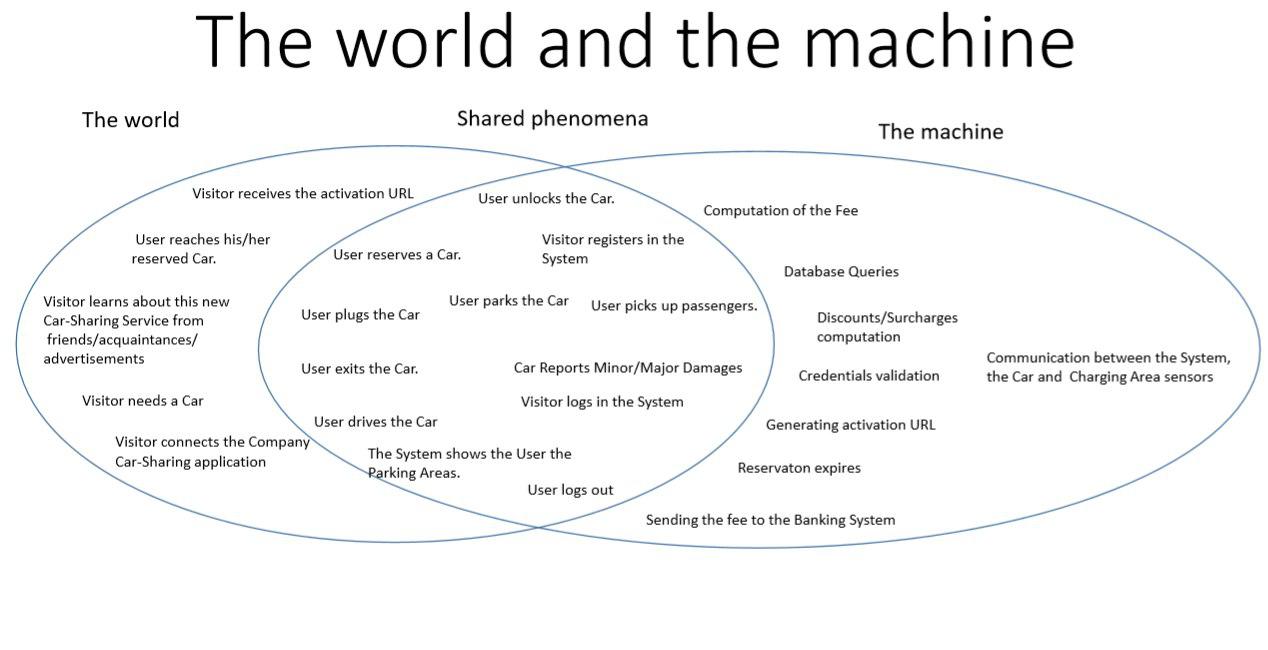 The world and the machine
The world
Shared phenomena
The machine
Visitor receives the activation URL
User reaches his/her
reserved Car.
Visitor learns about this new
Car-Sharing Service from
friends/acquaintances/
advertisements
Visitor needs a Car
Visitor connects the Company
Car-Sharing application
User unlocks the Car.
Visitor registers in the
System
User reserves a Car.
User parks the Car
User picks up passengers.
User plugs the Car
User exits the Car.
Car Reports Minor/Major Damages
Visitor logs in the System
User drives the Car
The System shows the User the
Parking Areas.
User logs out
Computation of the Fee
Database Queries
Discounts/Surcharges
computation
Communication between the System,
the Car and  Charging Area sensors
Credentials validation
Generating activation URL
Reservaton expires
Sending the fee to the Banking System